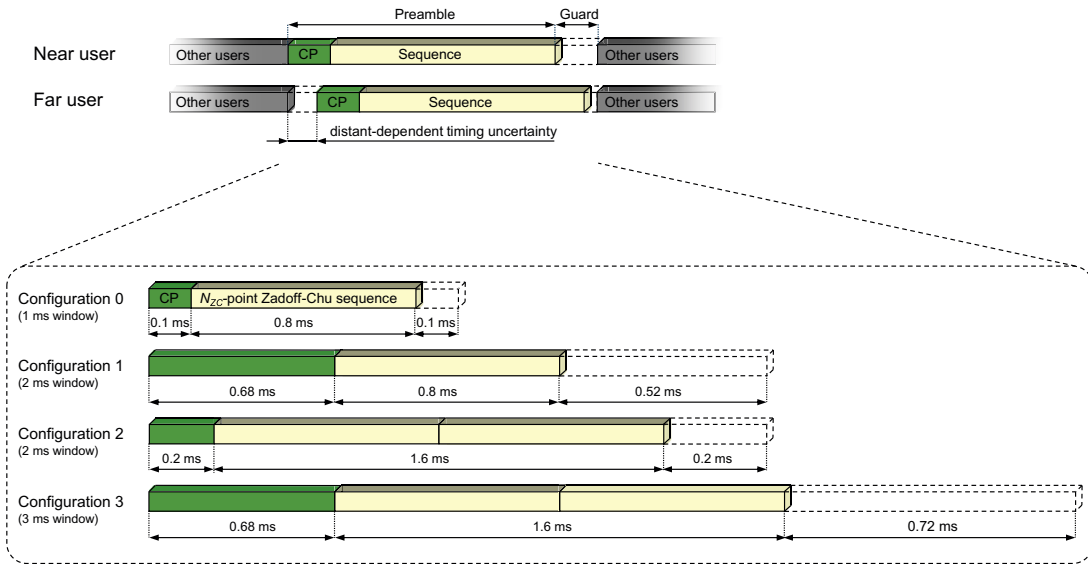 Preamble Guard
Near user
Other users CP Sequence Other users
Far user
Other users CP Sequence Other users
distant-dependent timing uncertainty
Configuration 0
(1 ms window)
CP N_ZC-point Zadoff-Chu sequence
0.1 ms 0.8 ms 0.1 ms
Configuration 1
(2 ms window)
0.68 ms 0.8 ms 0.52 ms
Configuration 2
(2 ms window)
0.2 ms 1.6 ms 0.2 ms
Configuration 3
(3 ms window)
0.68 ms 1.6 ms 0.72 ms